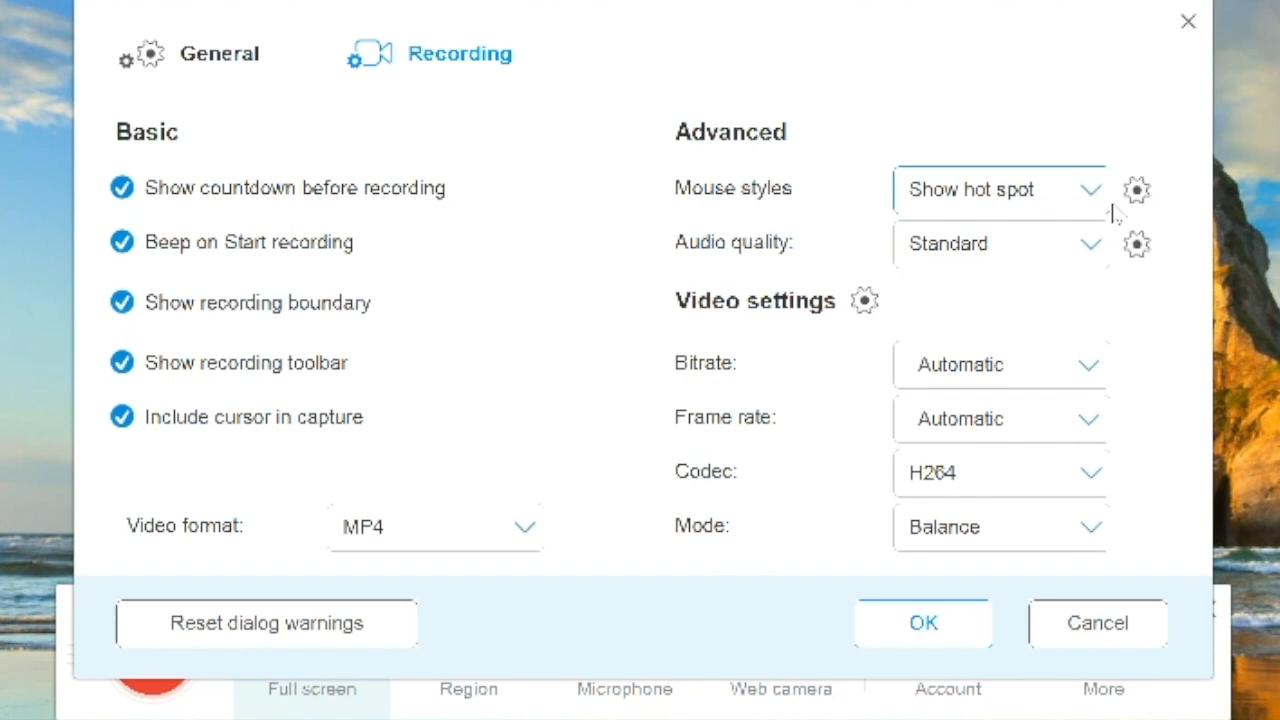 General
Recording
Basic
Advanced
Show countdown before recording
Mouse styles
Show hot spot
Beep on Start recording
Audio quality:
Standard
Show recording boundary
Video settings
Show recording toolbar
Bitrate:
Automatic
Include cursor in capture
Frame rate:
Automatic
Codec:
H264
Video format:
MP4
Mode:
Balance
Reset dialog warnings
OK
Cancel
Full screen
Region
Microphone
Web camera
Account
More